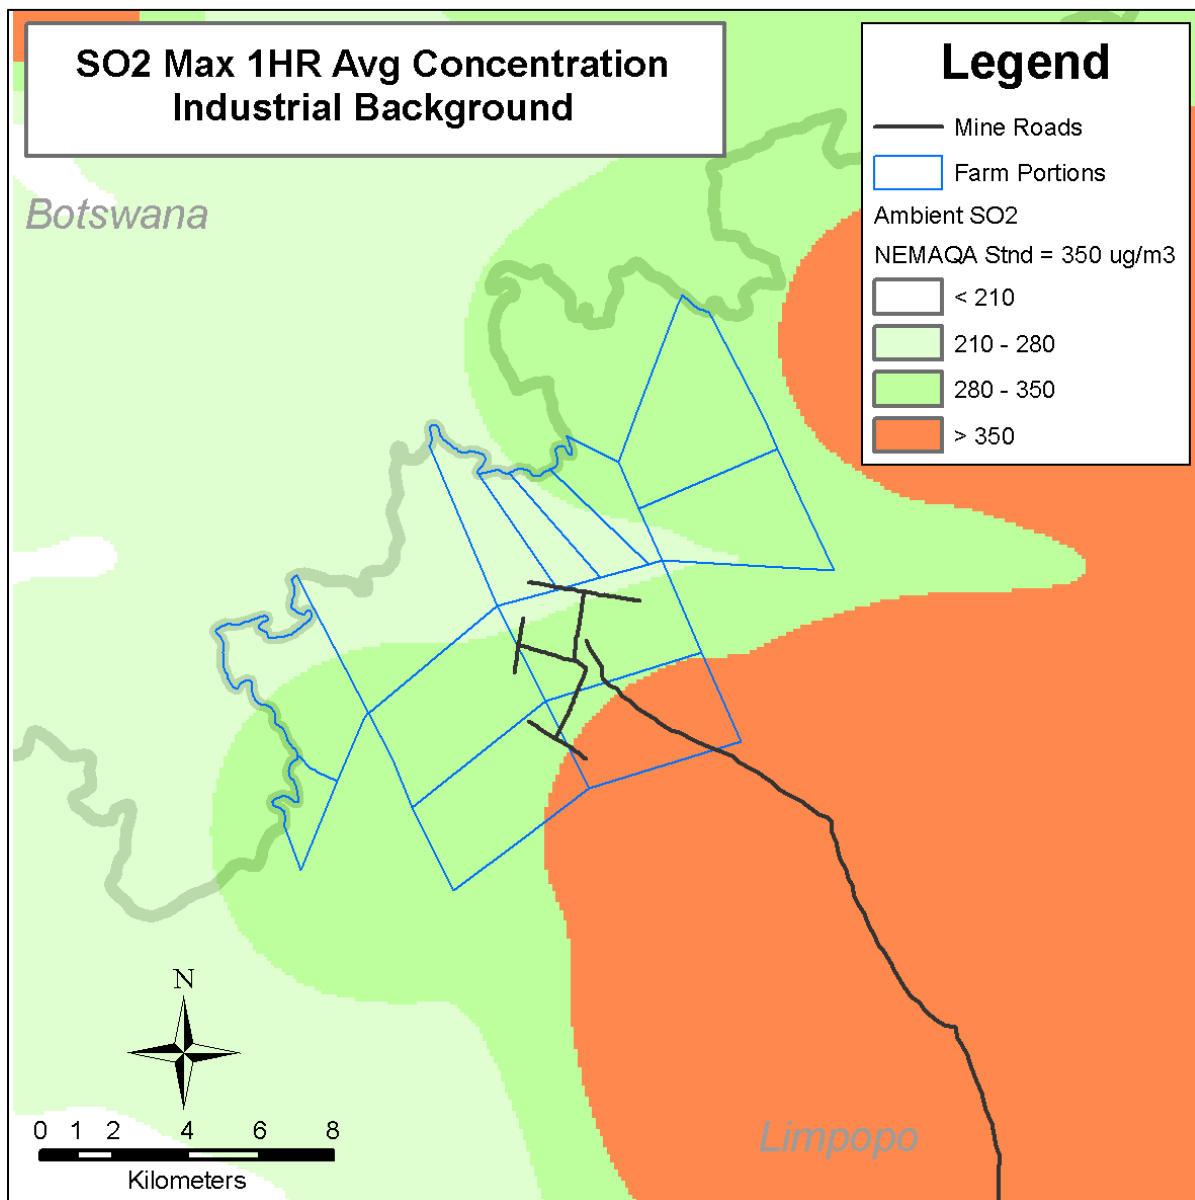 SO2 Max 1HR Avg Concentration
Industrial Background
Legend
Mine Roads
Farm Portions
Ambient SO2
NEMAQA Stnd = 350 ug/m3
< 210
210 - 280
280 - 350
> 350
Botswana
N
0 1 2 4 6 8
Kilometers
Limpopo